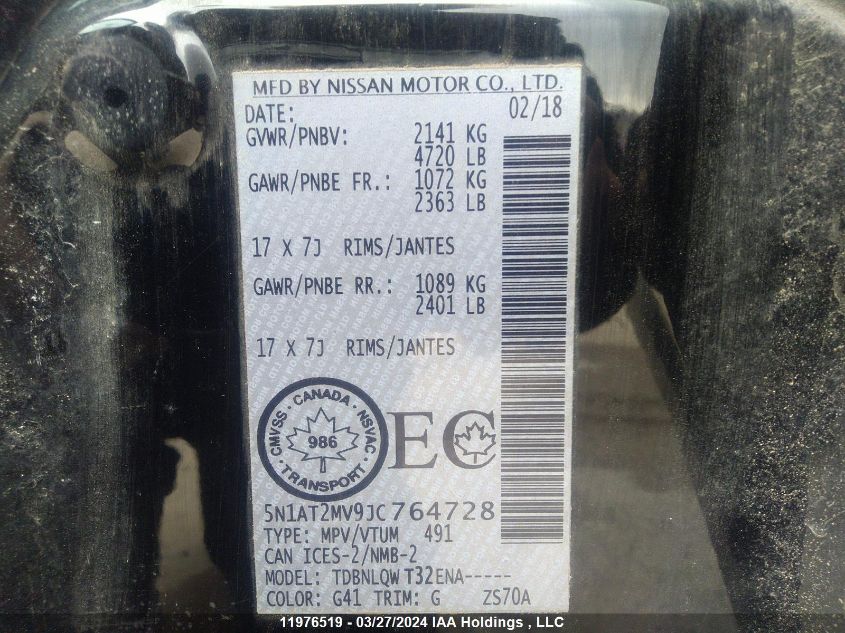 MFD BY NISSAN MOTOR CO., LTD.
DATE: 02/18
GVWR/PNBV: 2141 KG
4720 LB
GAWR/PNBE FR.: 1072 KG
2363 LB
17 X 7J RIMS/JANTES
GAWR/PNBE RR.: 1089 KG
2401 LB
17 X 7J RIMS/JANTES
CMVSS · CANADA · NSVAC
986
TRANSPORT
EC
5N1AT2MV9JC764728
TYPE: MPV/VTUM 491
CAN ICES-2/NMB-2
MODEL: TDBNLQW T32ENA-----
COLOR: G41 TRIM: G ZS70A
11976519 - 03/27/2024 IAA Holdings , LLC